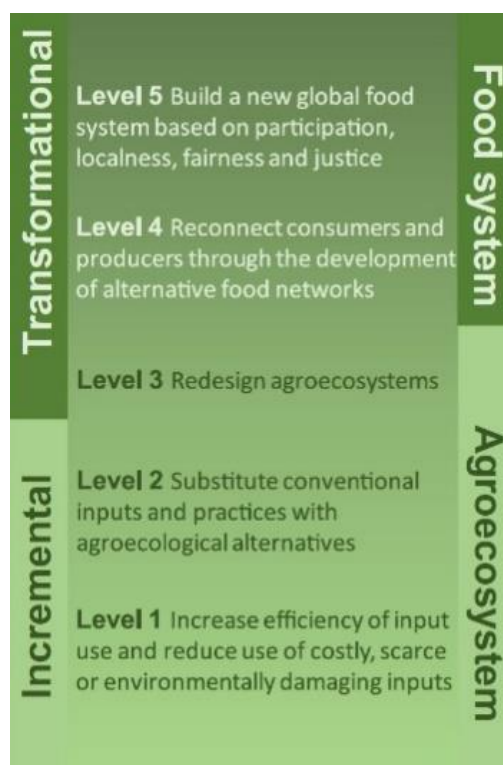 Transformational
Incremental
Level 5 Build a new global food
system based on participation,
localness, fairness and justice
Level 4 Reconnect consumers and
producers through the development
of alternative food networks
Level 3 Redesign agroecosystems
Level 2 Substitute conventional
inputs and practices with
agroecological alternatives
Level 1 Increase efficiency of input
use and reduce use of costly, scarce
or environmentally damaging inputs
Food system
Agroecosystem